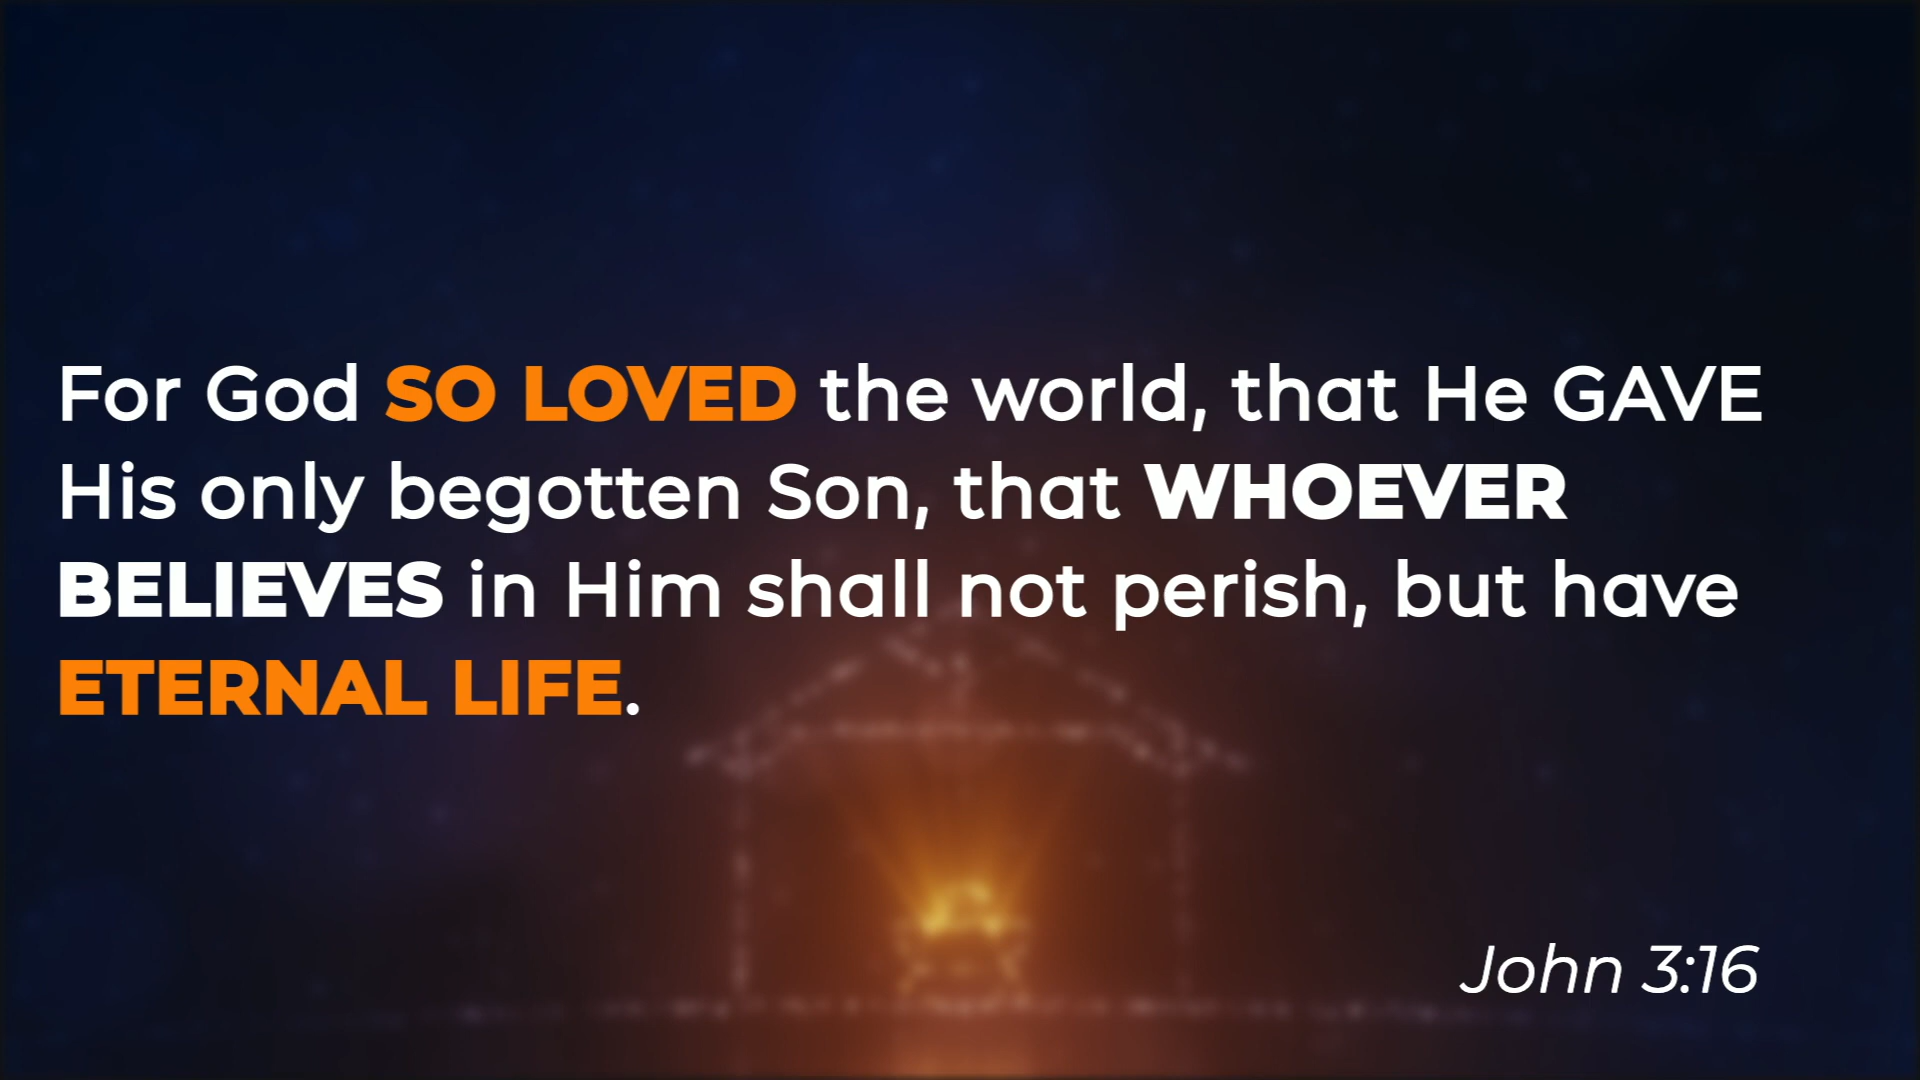 For God SO LOVED the world, that He GAVE
His only begotten Son, that WHOEVER
BELIEVES in Him shall not perish, but have
ETERNAL LIFE.
John 3:16